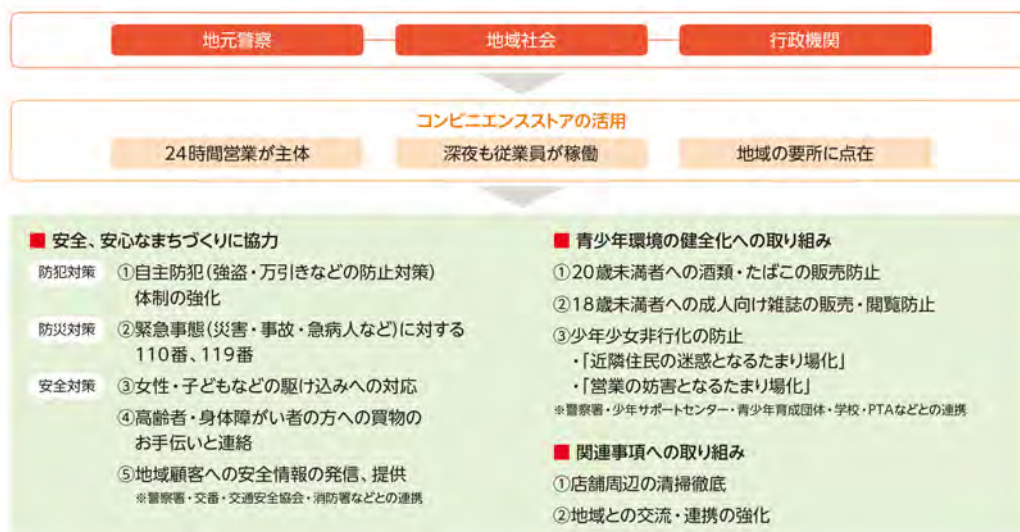 地元警察
地域社会
行政機関
コンビニエンスストアの活用
24時間営業が主体
深夜も従業員が稼働
地域の要所に点在
■ 安全、安心なまちづくりに協力
防犯対策 ①自主防犯(強盗・万引きなどの防止対策)
体制の強化
防災対策 ②緊急事態(災害・事故・急病人など)に対する
110番、119番
安全対策 ③女性・子どもなどの駆け込みへの対応
④高齢者・身体障がい者の方への買物の
お手伝いと連絡
⑤地域顧客への安全情報の発信、提供
※警察署・交番・交通安全協会・消防署などとの連携
■ 青少年環境の健全化への取り組み
①20歳未満者への酒類・たばこの販売防止
②18歳未満者への成人向け雑誌の販売・閲覧防止
③少年少女非行化の防止
・「近隣住民の迷惑となるたまり場化」
・「営業の妨害となるたまり場化」
※警察署・少年サポートセンター・青少年育成団体・学校・PTAなどとの連携
■ 関連事項への取り組み
①店舗周辺の清掃徹底
②地域との交流・連携の強化